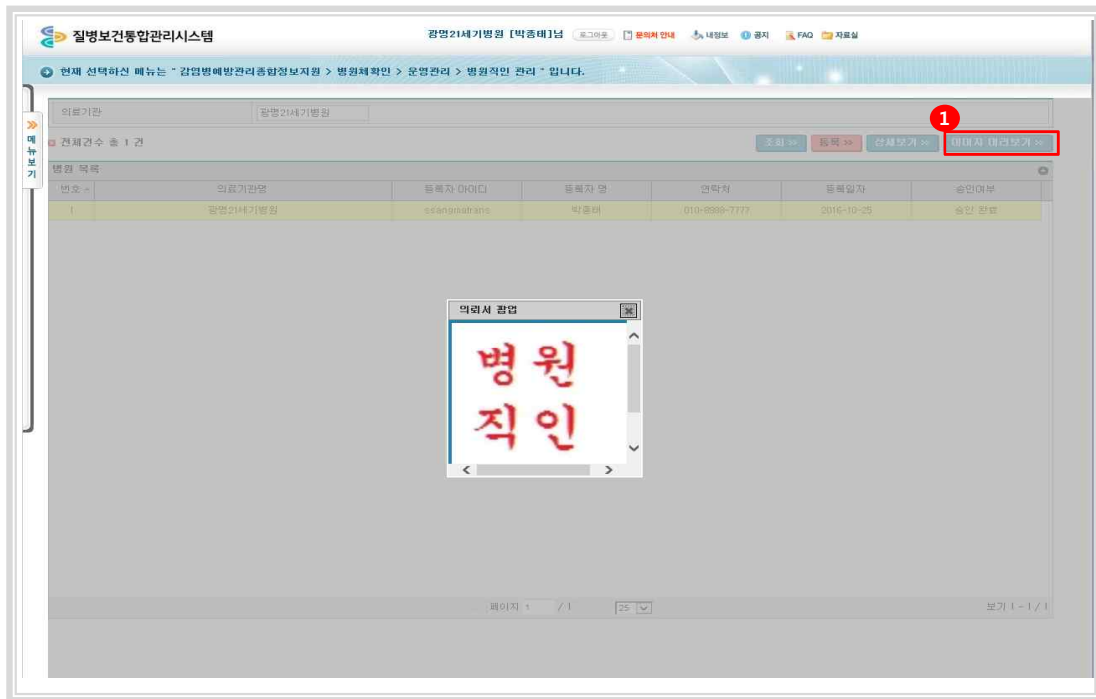 질병보건통합관리시스템
광명21세기병원 [박종태]님 로그아웃 문의처 안내 내정보 공지 FAQ 자료실
현재 선택하신 메뉴는 " 감염병예방관리종합정보지원 > 병원체확인 > 운영관리 > 병원직인 관리 " 입니다.
메뉴보기
의료기관 광명21세기병원
1
전체건수 총 1 건 조회 등록 상세보기 이미지 미리보기
병원 목록
번호 의료기관명 등록자 아이디 등록자 명 연락처 등록일자 승인여부
1 광명21세기병원 박종태 2016-10-25 승인 완료
의뢰서 팝업
병원
직인
페이지 1 / 1 25 보기 1 - 1 / 1